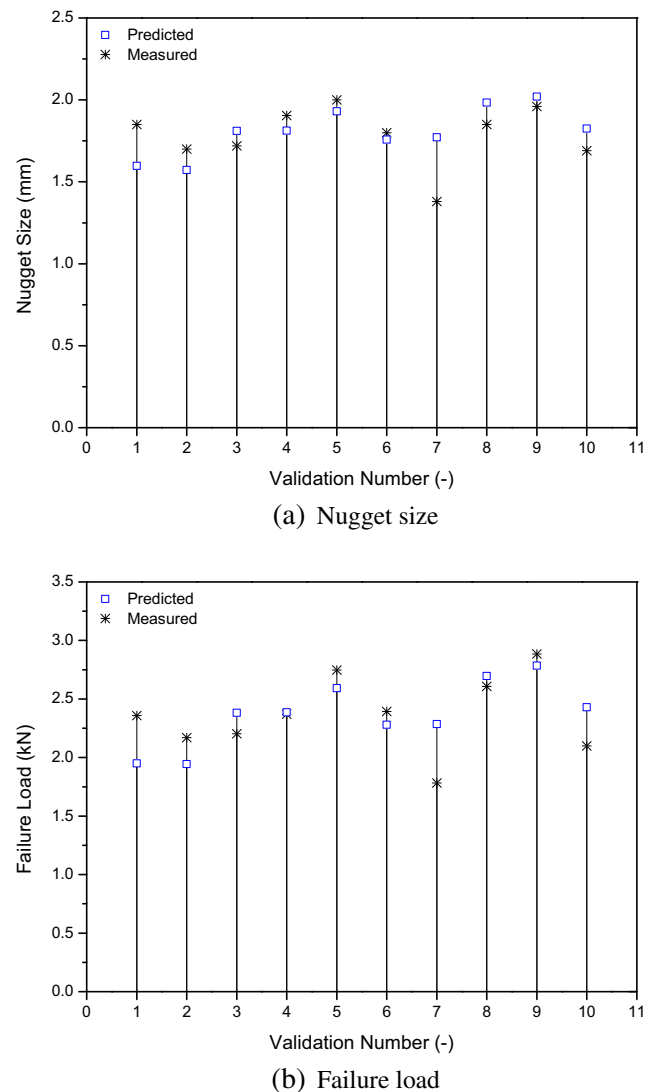 2.5
Predicted
Measured
2.0
1.5
1.0
0.5
0.0
Nugget Size (mm)
0 1 2 3 4 5 6 7 8 9 10 11
Validation Number (-)
(a) Nugget size
3.5
Predicted
Measured
3.0
2.5
2.0
1.5
1.0
0.5
0.0
Failure Load (kN)
0 1 2 3 4 5 6 7 8 9 10 11
Validation Number (-)
(b) Failure load